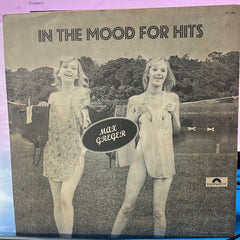 IN THE MOOD FOR HITS
MAX
GREGER